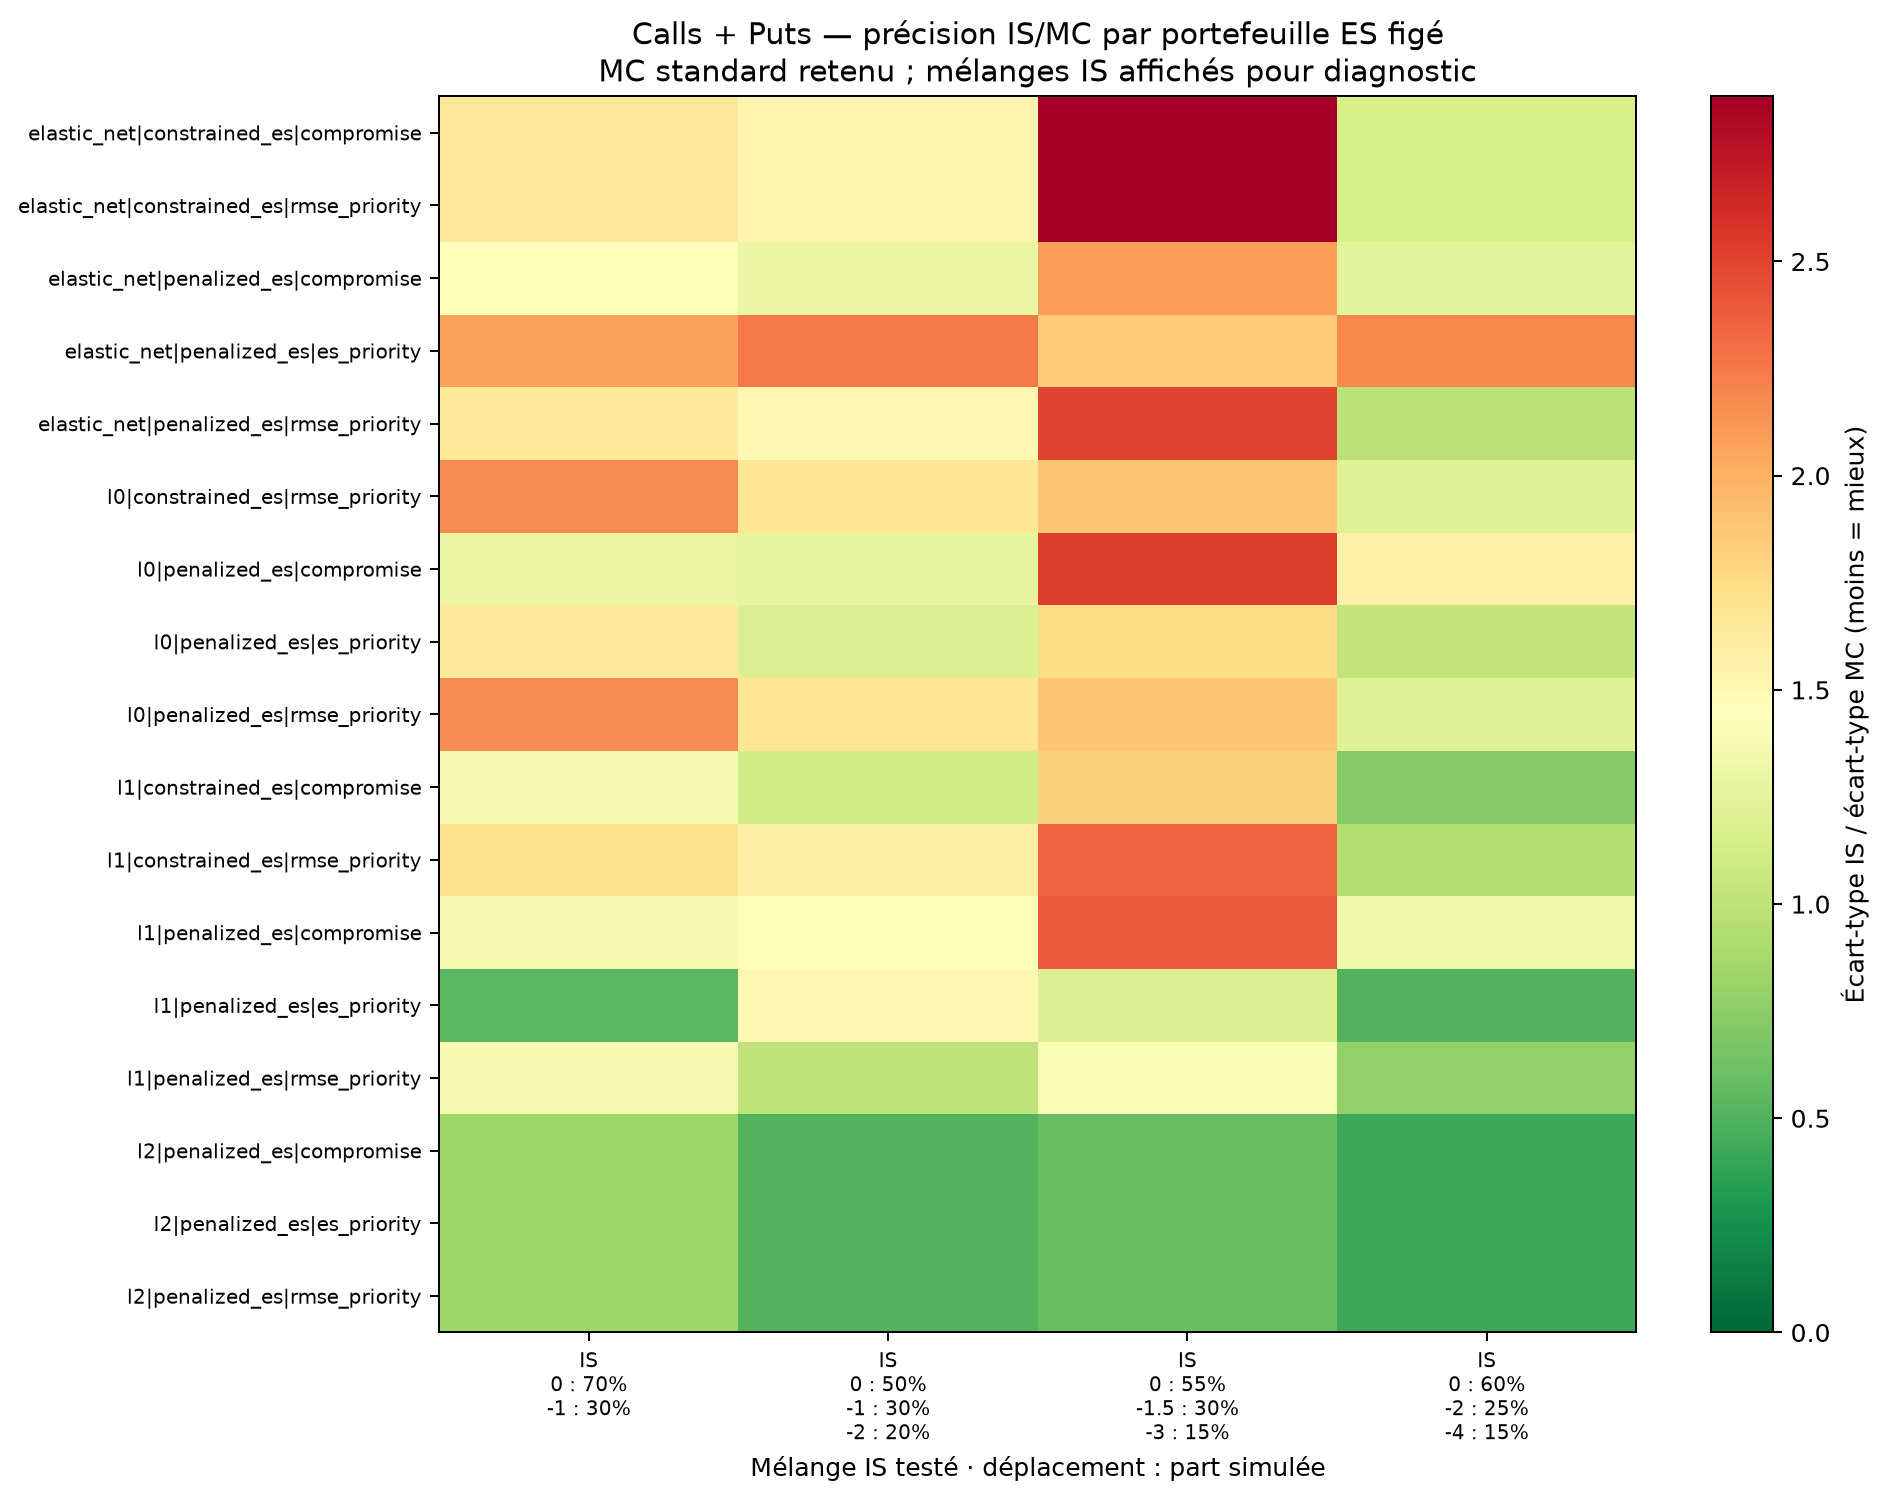 Calls + Puts — précision IS/MC par portefeuille ES figé
MC standard retenu ; mélanges IS affichés pour diagnostic
elastic_net|constrained_es|compromise
elastic_net|constrained_es|rmse_priority
elastic_net|penalized_es|compromise
elastic_net|penalized_es|es_priority
elastic_net|penalized_es|rmse_priority
l0|constrained_es|rmse_priority
l0|penalized_es|compromise
l0|penalized_es|es_priority
l0|penalized_es|rmse_priority
l1|constrained_es|compromise
l1|constrained_es|rmse_priority
l1|penalized_es|compromise
l1|penalized_es|es_priority
l1|penalized_es|rmse_priority
l2|penalized_es|compromise
l2|penalized_es|es_priority
l2|penalized_es|rmse_priority
IS
0 : 70%
-1 : 30%
IS
0 : 50%
-1 : 30%
-2 : 20%
IS
0 : 55%
-1.5 : 30%
-3 : 15%
IS
0 : 60%
-2 : 25%
-4 : 15%
Mélange IS testé · déplacement : part simulée
2.5
2.0
1.5
1.0
0.5
0.0
Écart-type IS / écart-type MC (moins = mieux)